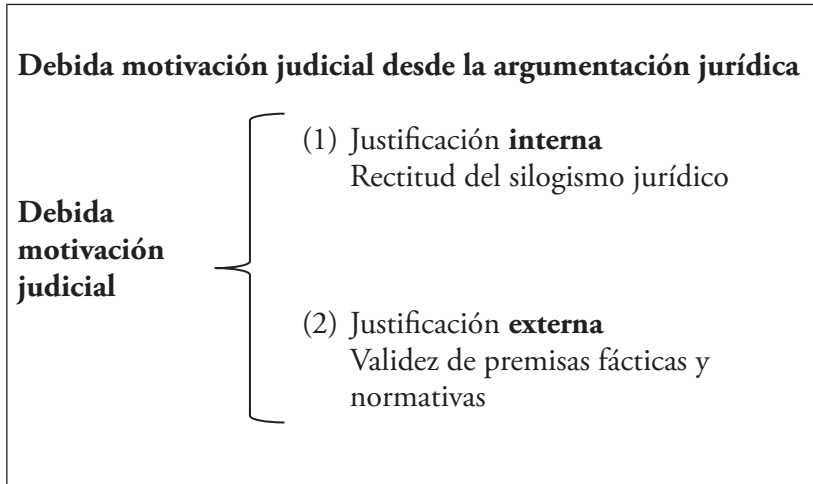 Debida motivación judicial desde la argumentación jurídica
(1) Justificación interna
Rectitud del silogismo jurídico
Debida
motivación
judicial
(2) Justificación externa
Validez de premisas fácticas y
normativas